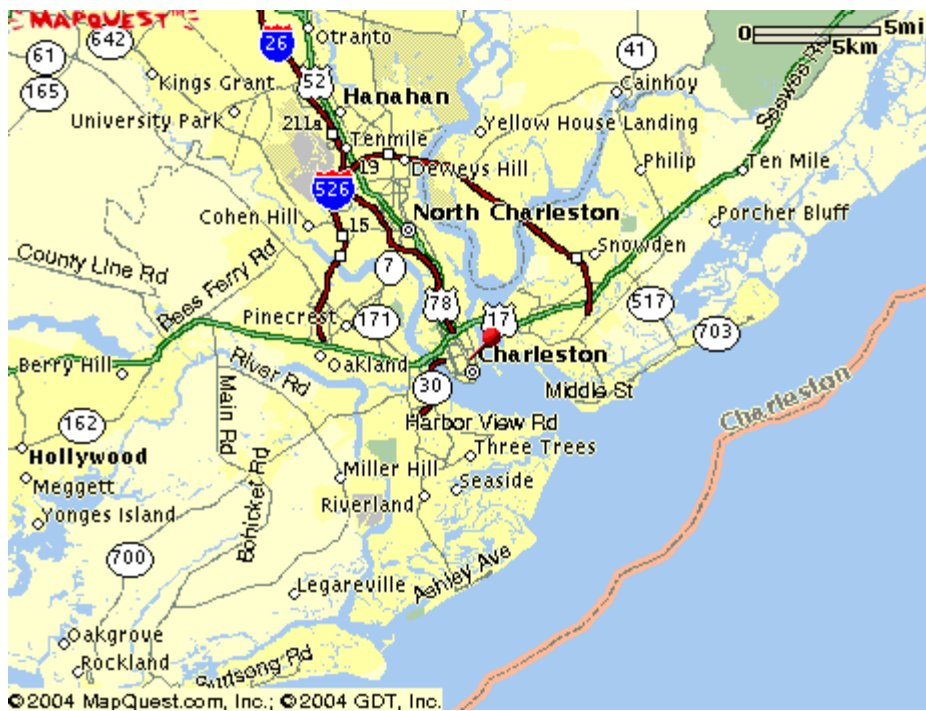 MAPQUEST
0 5mi
5km
26
Otranto
642
61
165
52
41
Seewee Rd
Kings Grant
Hanahan
Cainhoy
University Park
211a
Tenmile
Yellow House Landing
19
Deweys Hill
Philip
Ten Mile
526
Cohen Hill
15
North Charleston
Porcher Bluff
Snowden
County Line Rd
Bees Ferry Rd
7
78
17
517
Pinecrest
171
703
Berry Hill
River Rd
Oakland
Charleston
30
Middle St
Charleston
Main Rd
162
Harbor View Rd
Hollywood
Three Trees
Meggett
Bohicket Rd
Miller Hill
Seaside
Riverland
Yonges Island
700
Legareville
Ashley Ave
Oakgrove
Rockland
©2004 MapQuest.com, Inc.; ©2004 GDT, Inc.